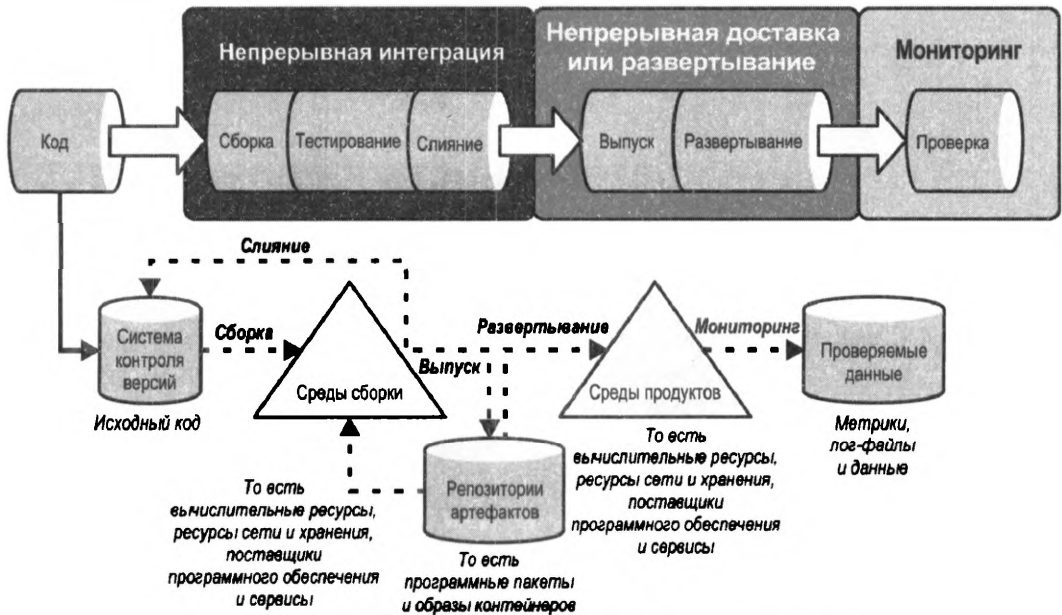 Непрерывная интеграция
Непрерывная доставка
или развертывание
Мониторинг
Код
Сборка
Тестирование
Слияние
Выпуск
Развертывание
Проверка
Слияние
Система
контроля
версий
Исходный код
Сборка
Среды сборки
Выпуск
Развертывание
Среды продуктов
Мониторинг
Проверяемые
данные
Метрики,
лог-файлы
и данные
То есть
вычислительные ресурсы,
ресурсы сети и хранения,
поставщики
программного обеспечения
и сервисы
Репозитории
артефактов
То есть
программные пакеты
и образы контейнеров
То есть
вычислительные ресурсы,
ресурсы сети и хранения,
поставщики
программного обеспечения
и сервисы